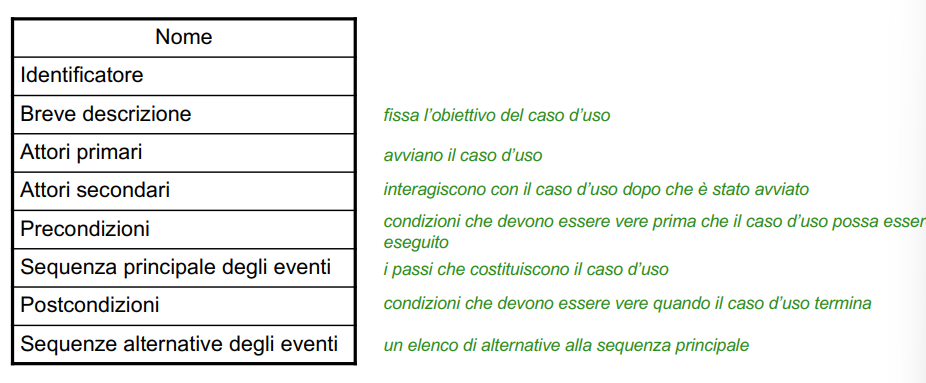 Nome
Identificatore
Breve descrizione fissa l'obiettivo del caso d'uso
Attori primari avviano il caso d'uso
Attori secondari interagiscono con il caso d'uso dopo che è stato avviato
Precondizioni condizioni che devono essere vere prima che il caso d'uso possa esser
eseguito
Sequenza principale degli eventi i passi che costituiscono il caso d'uso
Postcondizioni condizioni che devono essere vere quando il caso d'uso termina
Sequenze alternative degli eventi un elenco di alternative alla sequenza principale